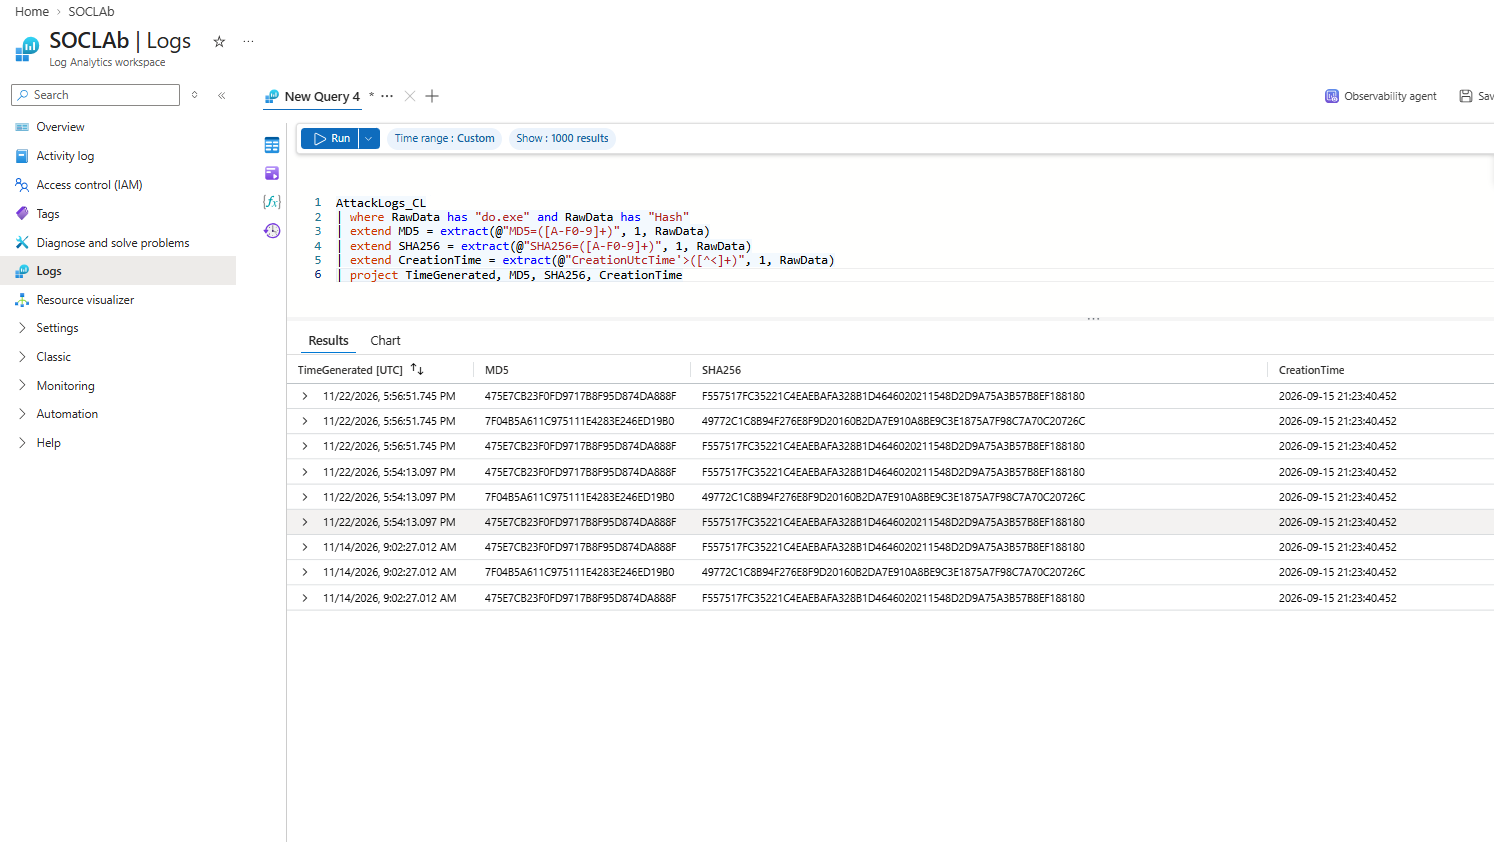 Home › SOCLAb
SOCLAb | Logs
Log Analytics workspace
Search
Overview
Activity log
Access control (IAM)
Tags
Diagnose and solve problems
Logs
Resource visualizer
Settings
Classic
Monitoring
Automation
Help
New Query 4 * ···
Observability agent
Sav
Run
Time range : Custom
Show : 1000 results
1 AttackLogs_CL
2 | where RawData has "do.exe" and RawData has "Hash"
3 | extend MD5 = extract(@"MD5=([A-F0-9]+)", 1, RawData)
4 | extend SHA256 = extract(@"SHA256=([A-F0-9]+)", 1, RawData)
5 | extend CreationTime = extract(@"CreationUtcTime'>([^<]+)", 1, RawData)
6 | project TimeGenerated, MD5, SHA256, CreationTime
Results Chart
TimeGenerated [UTC] MD5 SHA256 CreationTime
11/22/2026, 5:56:51.745 PM 475E7CB23F0FD9717B8F95D874DA888F F557517FC35221C4EAEBAFA328B1D4646020211548D2D9A75A3B57B8EF188180 2026-09-15 21:23:40.452
11/22/2026, 5:56:51.745 PM 7F04B5A611C975111E4283E246ED19B0 49772C1C8B94F276E8F9D20160B2DA7E910A8BE9C3E1875A7F98C7A70C20726C 2026-09-15 21:23:40.452
11/22/2026, 5:56:51.745 PM 475E7CB23F0FD9717B8F95D874DA888F F557517FC35221C4EAEBAFA328B1D4646020211548D2D9A75A3B57B8EF188180 2026-09-15 21:23:40.452
11/22/2026, 5:54:13.097 PM 475E7CB23F0FD9717B8F95D874DA888F F557517FC35221C4EAEBAFA328B1D4646020211548D2D9A75A3B57B8EF188180 2026-09-15 21:23:40.452
11/22/2026, 5:54:13.097 PM 7F04B5A611C975111E4283E246ED19B0 49772C1C8B94F276E8F9D20160B2DA7E910A8BE9C3E1875A7F98C7A70C20726C 2026-09-15 21:23:40.452
11/22/2026, 5:54:13.097 PM 475E7CB23F0FD9717B8F95D874DA888F F557517FC35221C4EAEBAFA328B1D4646020211548D2D9A75A3B57B8EF188180 2026-09-15 21:23:40.452
11/14/2026, 9:02:27.012 AM 475E7CB23F0FD9717B8F95D874DA888F F557517FC35221C4EAEBAFA328B1D4646020211548D2D9A75A3B57B8EF188180 2026-09-15 21:23:40.452
11/14/2026, 9:02:27.012 AM 7F04B5A611C975111E4283E246ED19B0 49772C1C8B94F276E8F9D20160B2DA7E910A8BE9C3E1875A7F98C7A70C20726C 2026-09-15 21:23:40.452
11/14/2026, 9:02:27.012 AM 475E7CB23F0FD9717B8F95D874DA888F F557517FC35221C4EAEBAFA328B1D4646020211548D2D9A75A3B57B8EF188180 2026-09-15 21:23:40.452